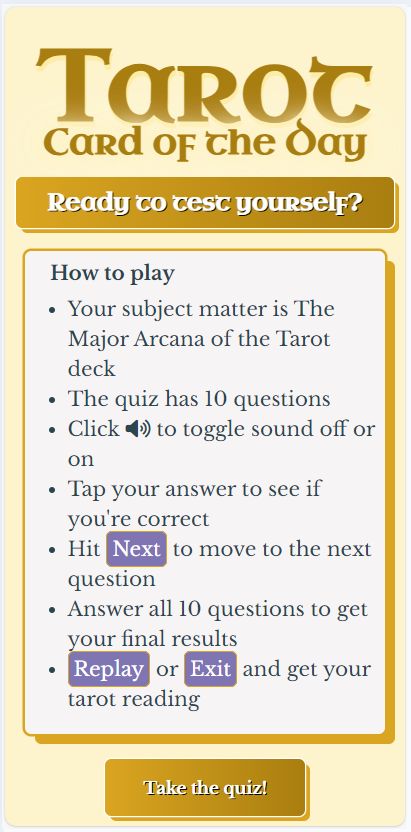 Tarot
Card of the Day
Ready to test yourself?
How to play
• Your subject matter is The
Major Arcana of the Tarot
deck
• The quiz has 10 questions
• Click to toggle sound off or
on
• Tap your answer to see if
you're correct
• Hit Next to move to the next
question
• Answer all 10 questions to get
your final results
• Replay or Exit and get your
tarot reading
Take the quiz!